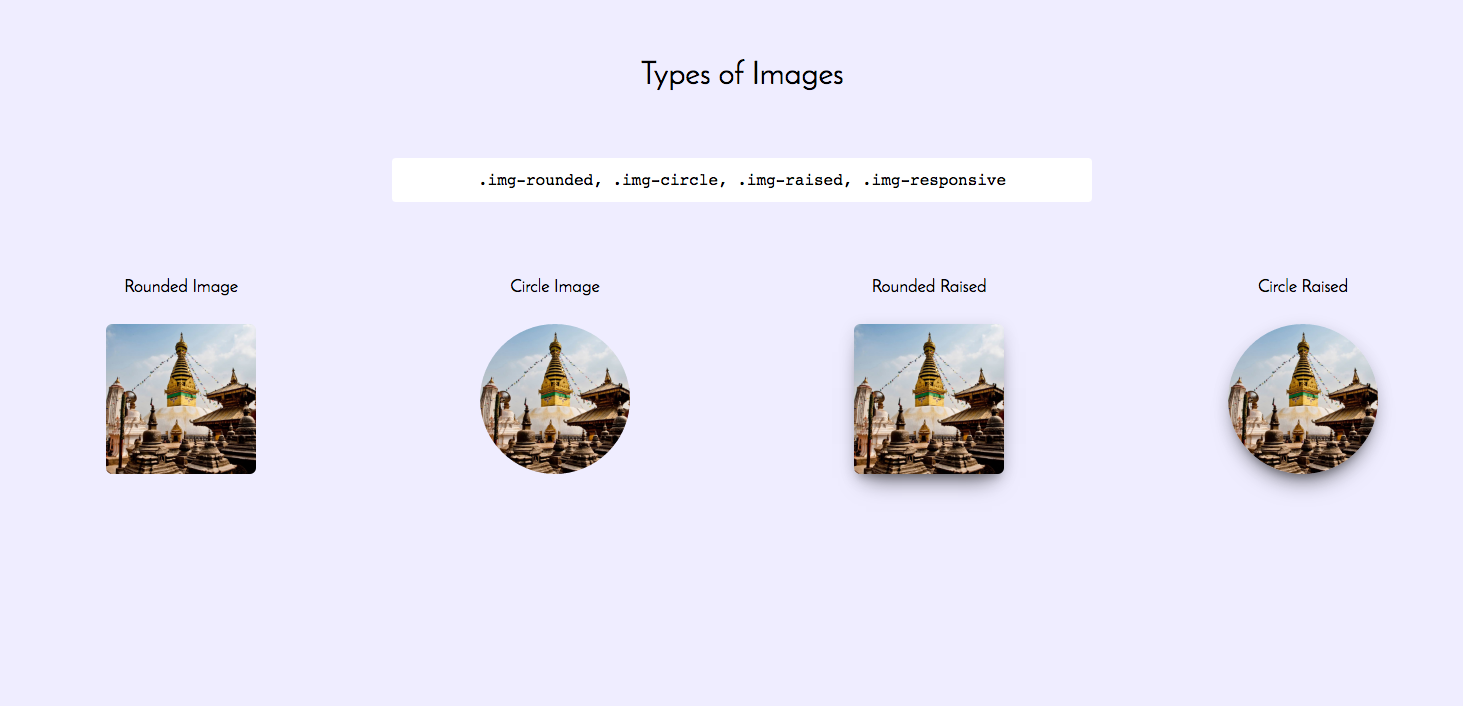 Types of Images
.img-rounded, .img-circle, .img-raised, .img-responsive
Rounded Image
Circle Image
Rounded Raised
Circle Raised